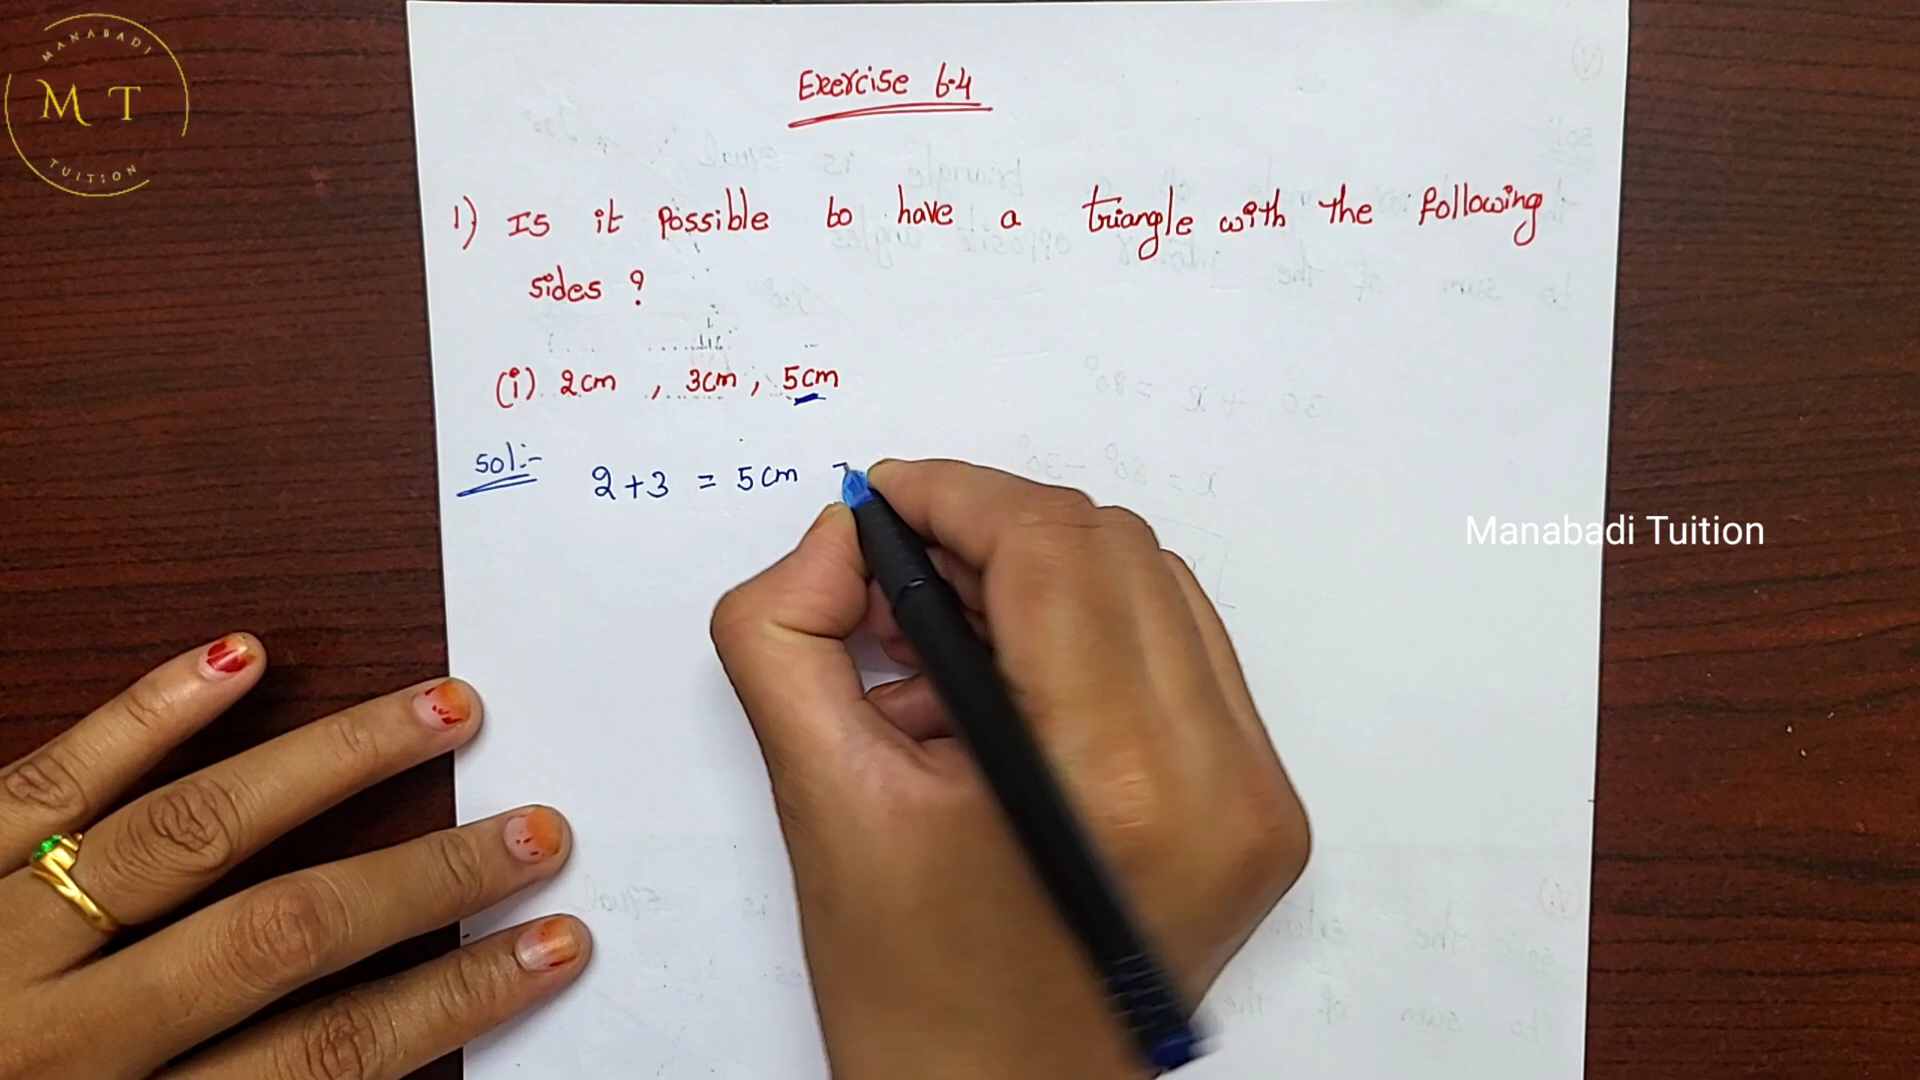 MANABADI
M T
TUITION
Exercise 6.4
1) Is it possible to have a triangle with the following
sides ?
(i) 2cm , 3cm , 5cm
Sol:-
2+3 = 5cm
Manabadi Tuition